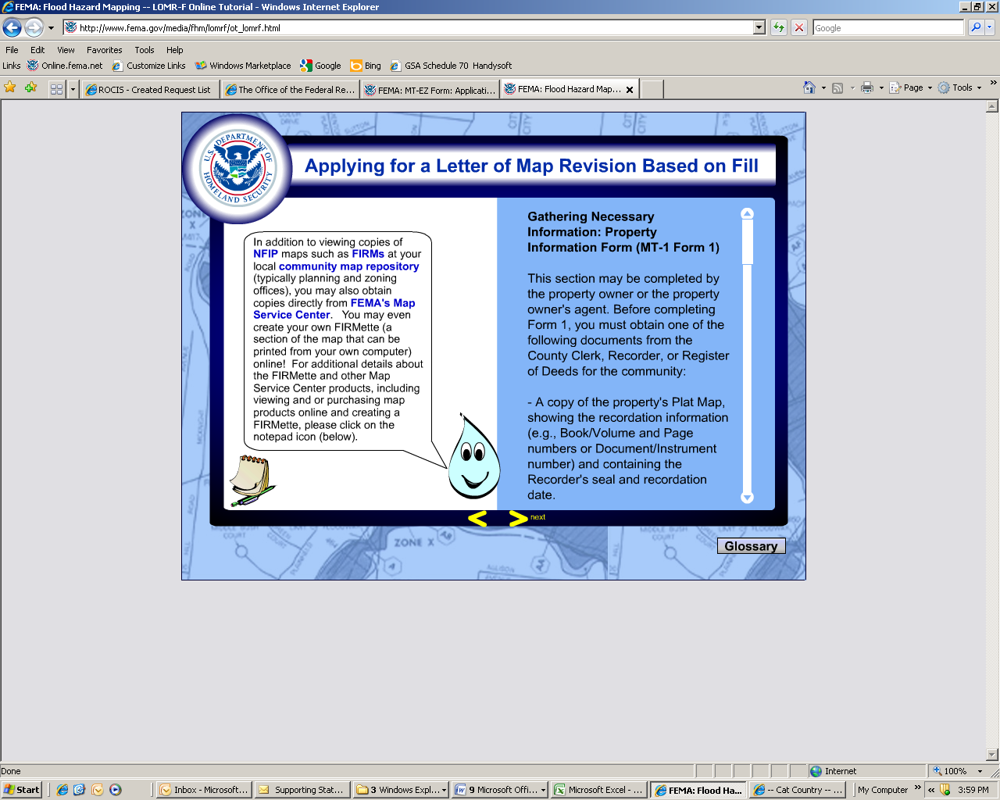 FEMA: Flood Hazard Mapping -- LOMR-F Online Tutorial - Windows Internet Explorer
http://www.fema.gov/media/fhm/lomrf/ot_lomrf.html
Google
File Edit View Favorites Tools Help
Links Online.fema.net Customize Links Windows Marketplace Google Bing GSA Schedule 70 Handysoft
ROCIS - Created Request List
The Office of the Federal Re...
FEMA: MT-EZ Form: Applicati...
FEMA: Flood Hazard Map...
Page
Tools
U.S. DEPARTMENT OF HOMELAND SECURITY
Applying for a Letter of Map Revision Based on Fill
In addition to viewing copies of
NFIP maps such as FIRMs at your
local community map repository
(typically planning and zoning
offices), you may also obtain
copies directly from FEMA's Map
Service Center. You may even
create your own FIRMette (a
section of the map that can be
printed from your own computer)
online! For additional details about
the FIRMette and other Map
Service Center products, including
viewing and or purchasing map
products online and creating a
FIRMette, please click on the
notepad icon (below).
Gathering Necessary
Information: Property
Information Form (MT-1 Form 1)
This section may be completed by
the property owner or the property
owner's agent. Before completing
Form 1, you must obtain one of the
following documents from the
County Clerk, Recorder, or Register
of Deeds for the community:
- A copy of the property's Plat Map,
showing the recordation information
(e.g., Book/Volume and Page
numbers or Document/Instrument
number) and containing the
Recorder's seal and recordation
date.
< > next
ZONE X
Glossary
Done
Internet
100%
Start
Inbox - Microsoft...
Supporting Stat...
3 Windows Expl...
9 Microsoft Offi...
Microsoft Excel - ...
FEMA: Flood Ha...
-- Cat Country -- ...
My Computer
3:59 PM